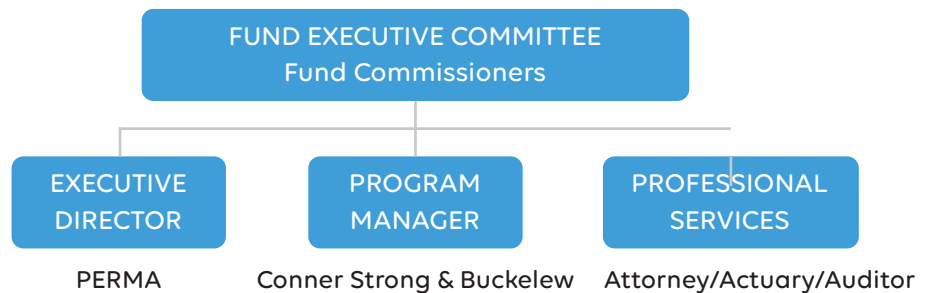 FUND EXECUTIVE COMMITTEE
Fund Commissioners
EXECUTIVE
DIRECTOR
PROGRAM
MANAGER
PROFESSIONAL
SERVICES
PERMA
Conner Strong & Buckelew
Attorney/Actuary/Auditor